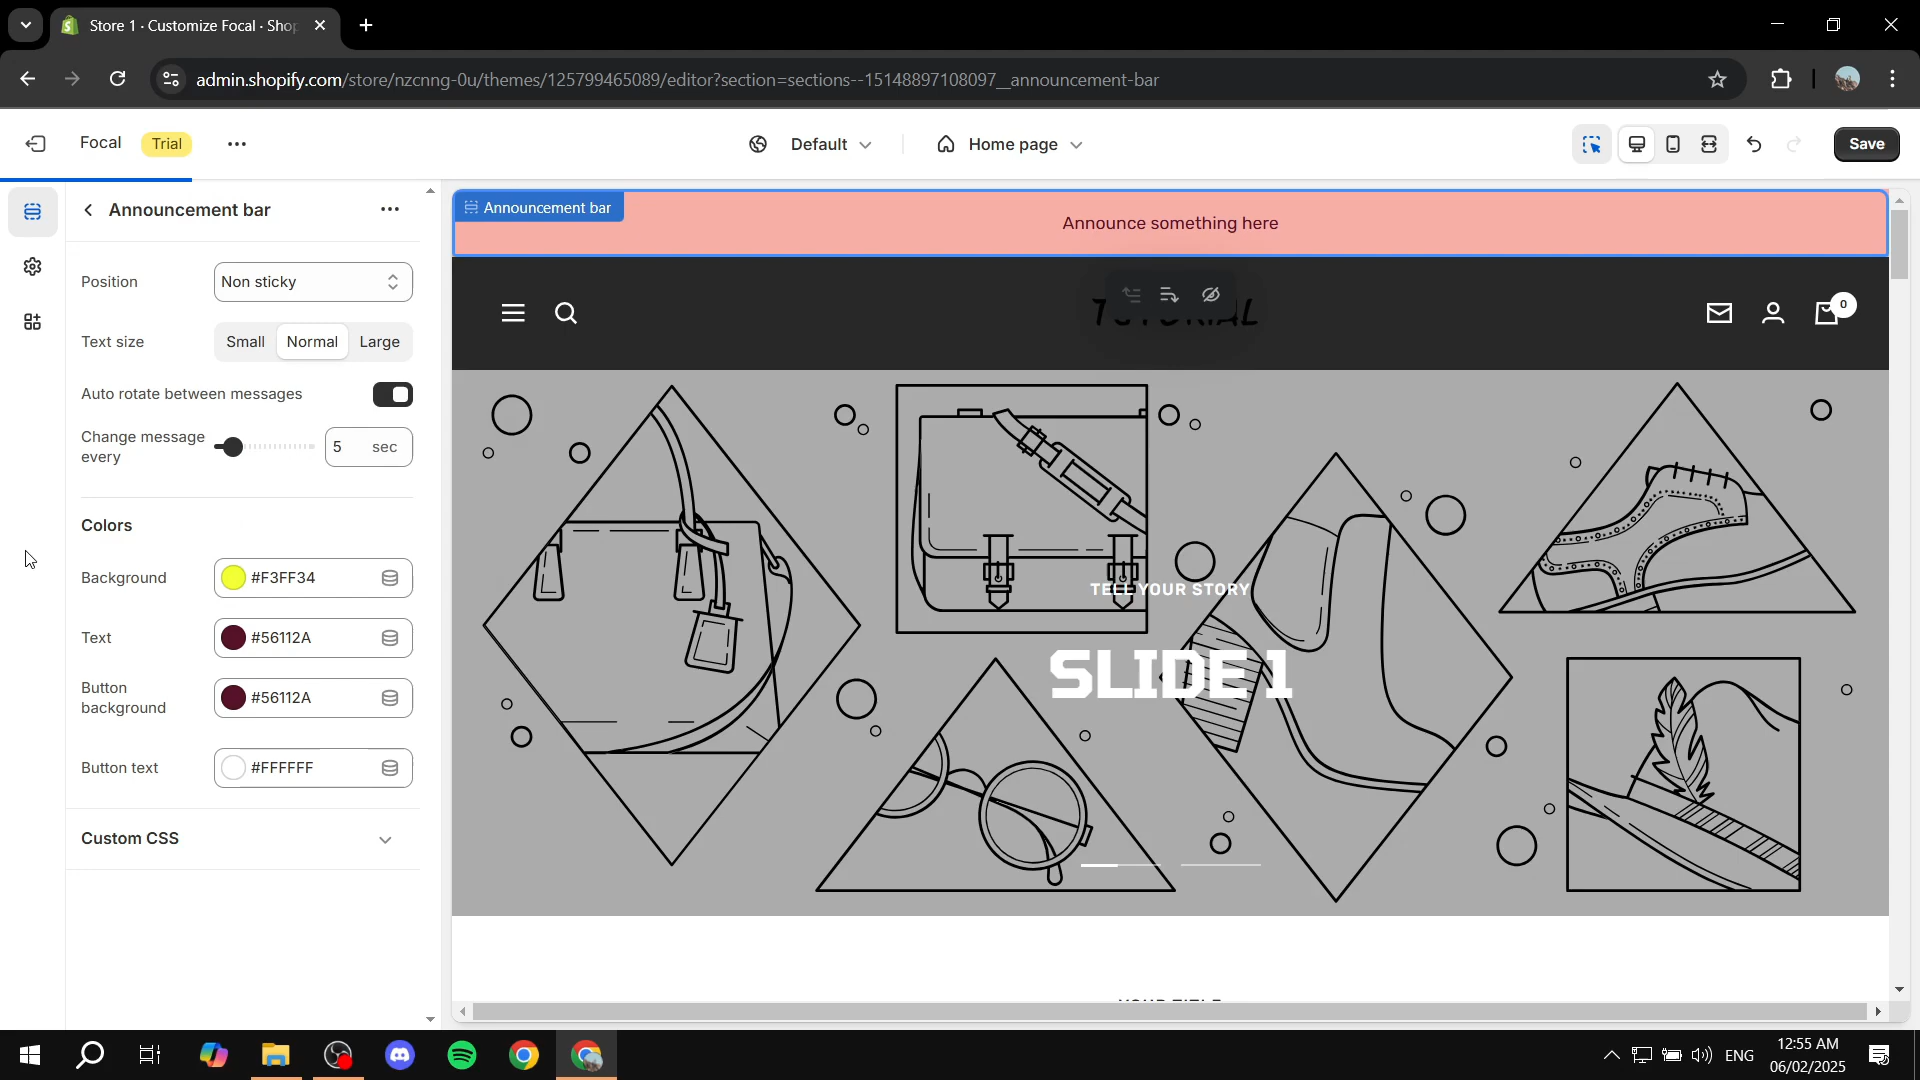 Store 1 · Customize Focal · Shop
admin.shopify.com/store/nzcnng-0u/themes/125799465089/editor?section=sections--15148897108097__announcement-bar
Focal
Trial
Default
Home page
Save
Announcement bar
Announcement bar
Announce something here
Position
Non sticky
TUTORIAL
0
Text size
Small
Normal
Large
Auto rotate between messages
Change message
every
5
sec
Colors
Background
#F3FF34
TELL YOUR STORY
Text
#56112A
SLIDE 1
Button
background
#56112A
Button text
#FFFFFF
Custom CSS
YOUR TITLE
ENG
12:55 AM
06/02/2025